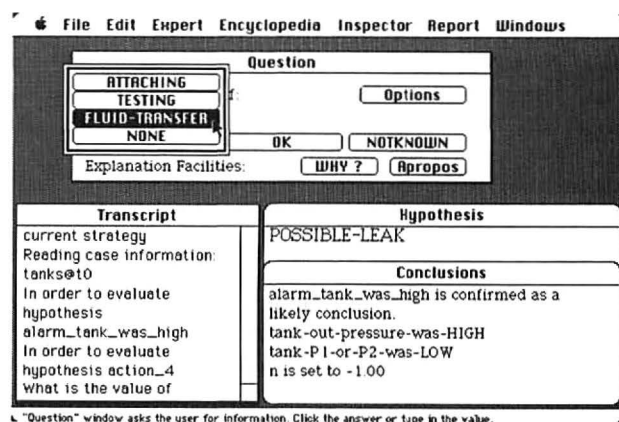 File Edit Expert Encyclopedia Inspector Report Windows
Question
ATTACHING
TESTING
FLUID-TRANSFER
NONE
Options
OK NOTKNOWN
Explanation Facilities: WHY ? Apropos
Transcript
current strategy
Reading case information:
tanks@t0
In order to evaluate
hypothesis
alarm_tank_was_high
In order to evaluate
hypothesis action_4
What is the value of
Hypothesis
POSSIBLE-LEAK
Conclusions
alarm_tank_was_high is confirmed as a
likely conclusion.
tank-out-pressure-was-HIGH
tank-P1-or-P2-was-LOW
n is set to -1.00
"Question" window asks the user for information. Click the answer or type in the value.